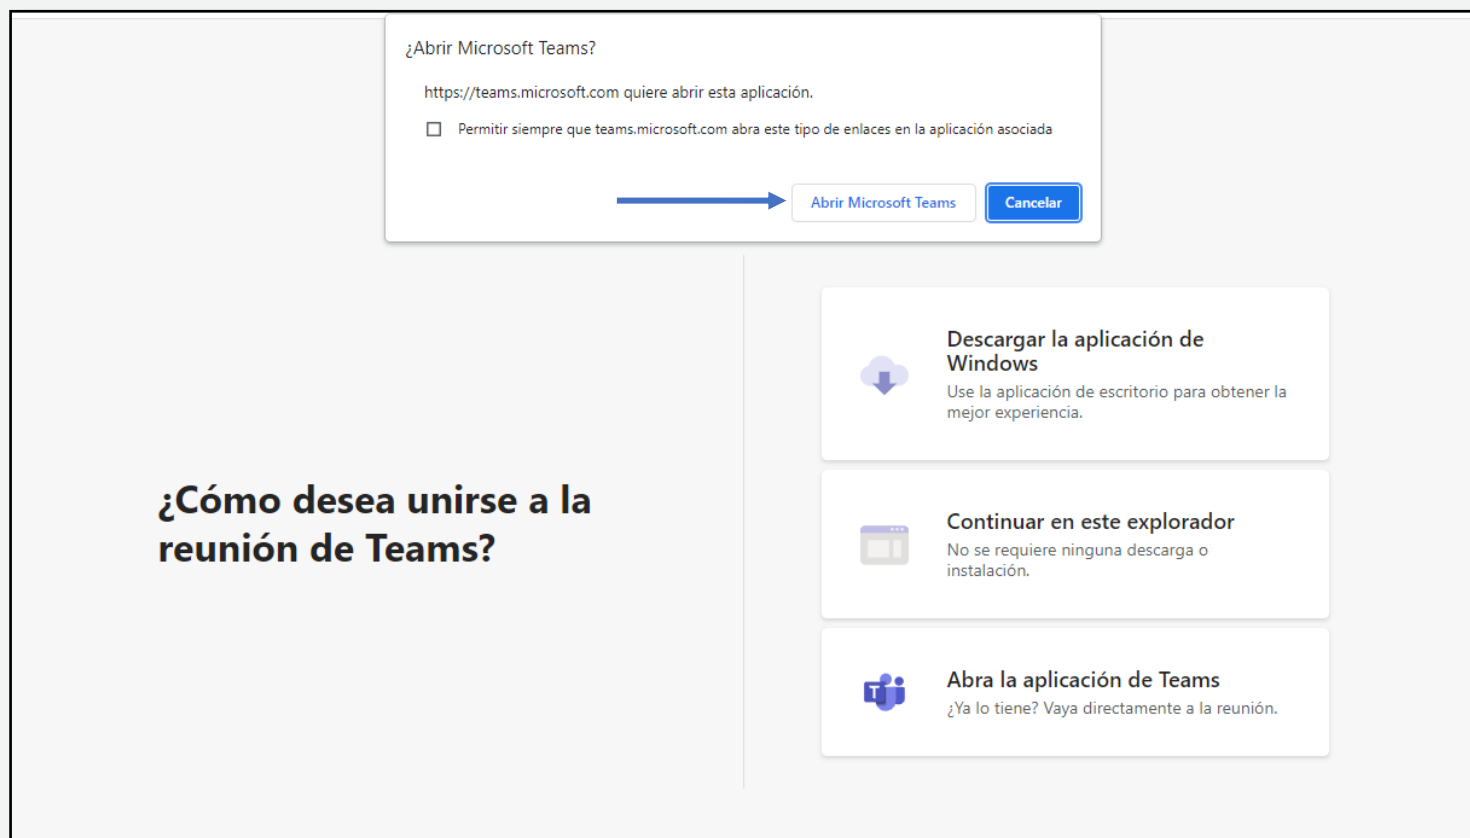 ¿Abrir Microsoft Teams?
https://teams.microsoft.com quiere abrir esta aplicación.
Permitir siempre que teams.microsoft.com abra este tipo de enlaces en la aplicación asociada
Abrir Microsoft Teams
Cancelar
¿Cómo desea unirse a la
reunión de Teams?
Descargar la aplicación de
Windows
Use la aplicación de escritorio para obtener la
mejor experiencia.
Continuar en este explorador
No se requiere ninguna descarga o
instalación.
T
Abra la aplicación de Teams
¿Ya lo tiene? Vaya directamente a la reunión.